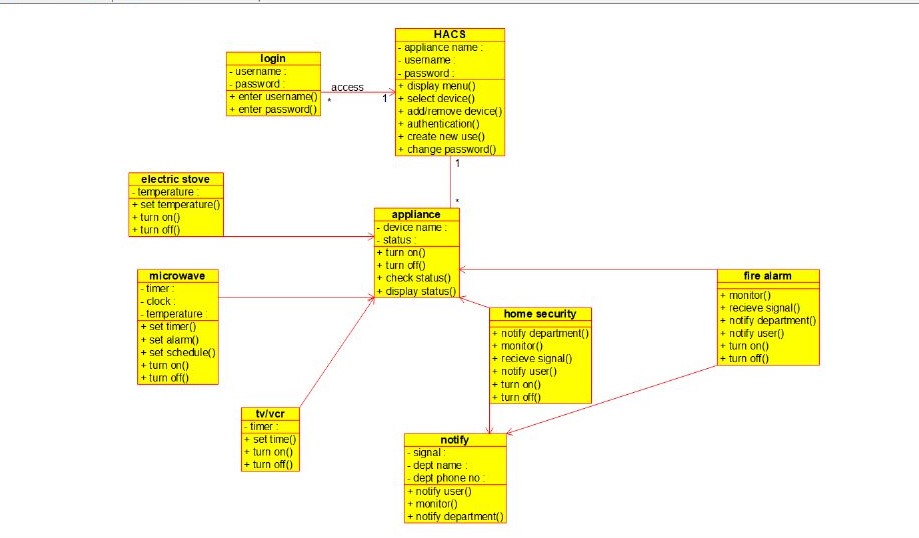 HACS
- appliance name :
- username :
- password :
+ display menu()
+ select device()
+ add/remove device()
+ authentication()
+ create new use()
+ change password()
login
- username :
- password :
+ enter username()
+ enter password()
access
*
1
1
*
electric stove
- temperature :
+ set temperature()
+ turn on()
+ turn off()
appliance
- device name :
- status :
+ turn on()
+ turn off()
+ check status()
+ display status()
microwave
- timer :
- clock :
- temperature :
+ set timer()
+ set alarm()
+ set schedule()
+ turn on()
+ turn off()
fire alarm
+ monitor()
+ recieve signal()
+ notify department()
+ notify user()
+ turn on()
+ turn off()
home security
+ notify department()
+ monitor()
+ recieve signal()
+ notify user()
+ turn on()
+ turn off()
tv/vcr
- timer :
+ set time()
+ turn on()
+ turn off()
notify
- signal :
- dept name :
- dept phone no :
+ notify user()
+ monitor()
+ notify department()